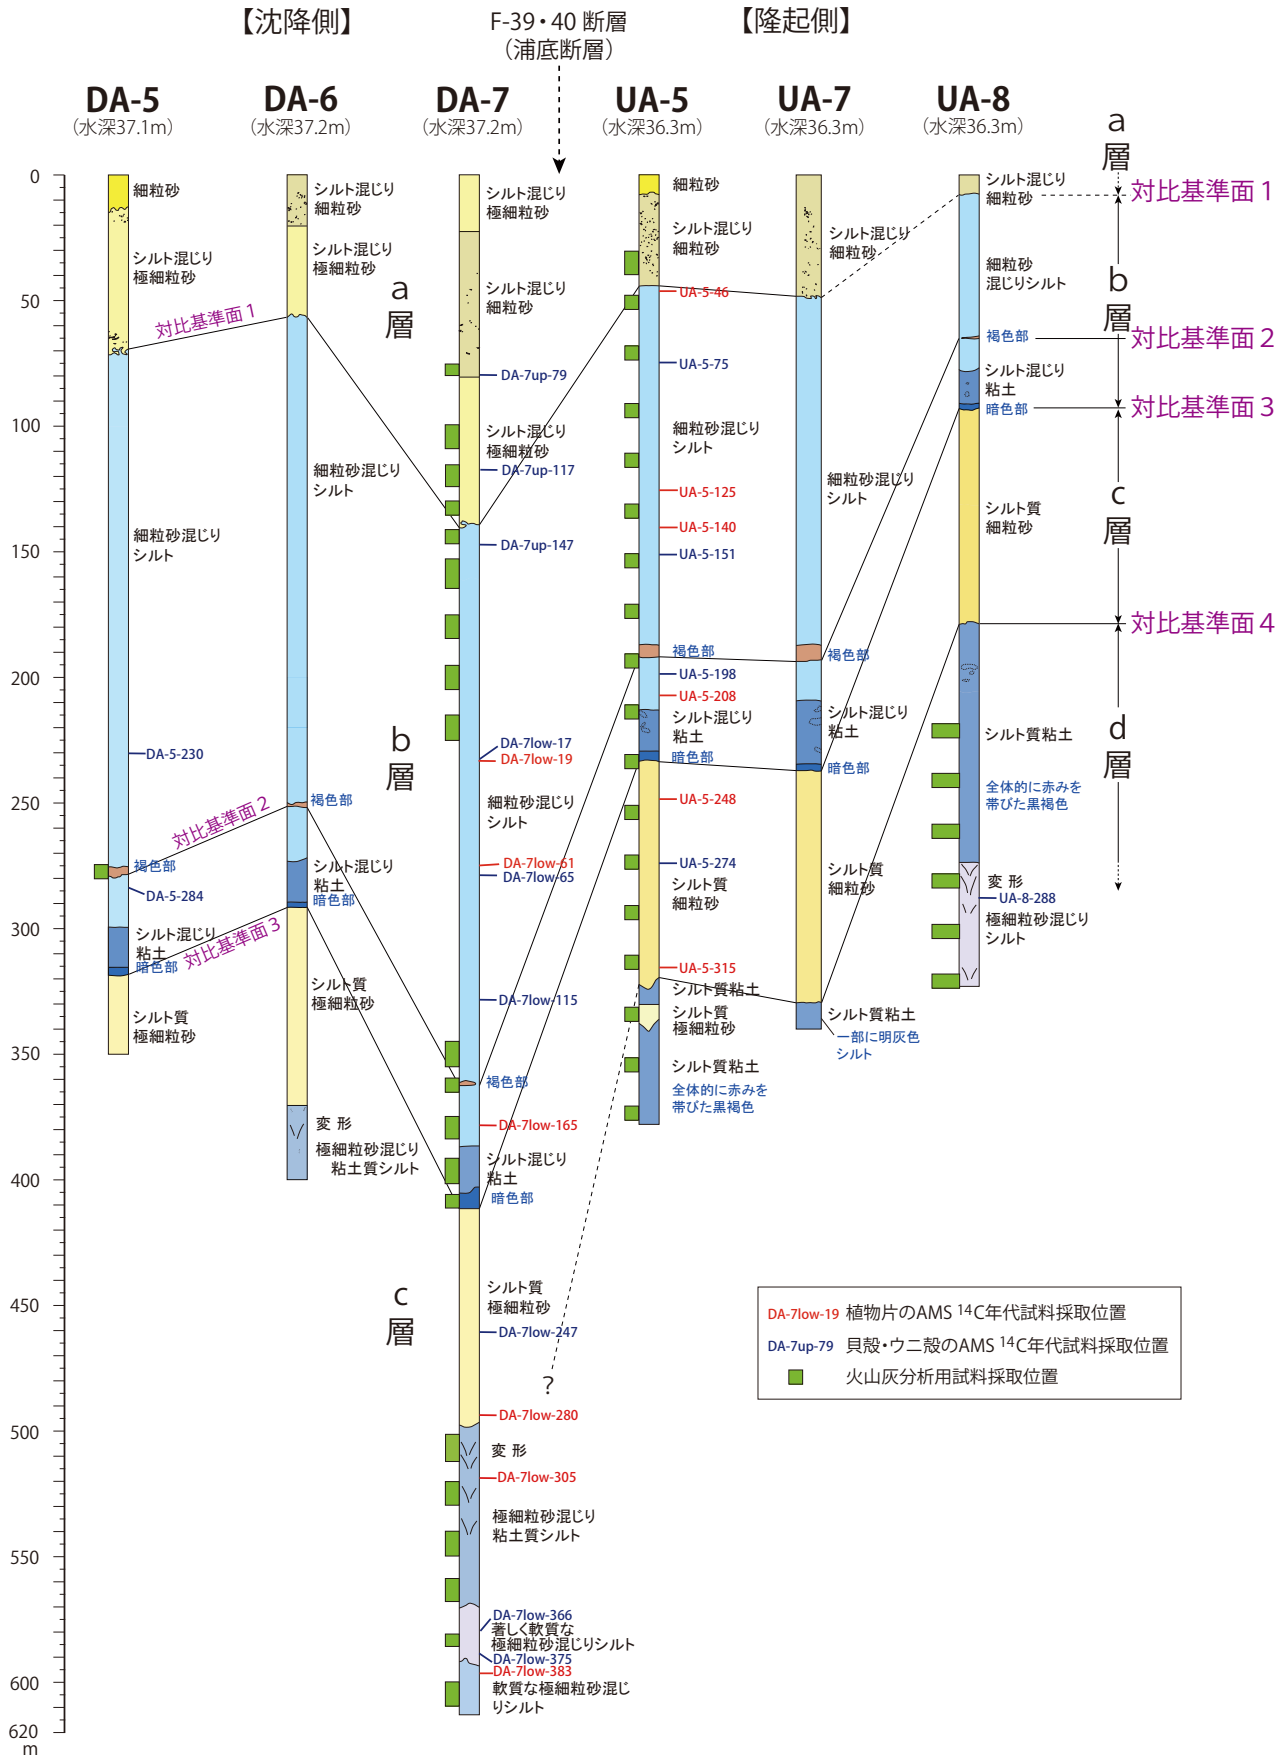 【沈降側】
F-39・40 断層
（浦底断層）
【隆起側】
DA-5
（水深37.1m）
DA-6
（水深37.2m）
DA-7
（水深37.2m）
UA-5
（水深36.3m）
UA-7
（水深36.3m）
UA-8
（水深36.3m）
0
50
100
150
200
250
300
350
400
450
500
550
600
620
m
細粒砂
シルト混じり
極細粒砂
対比基準面 1
細粒砂混じり
シルト
DA-5-230
対比基準面 2
褐色部
DA-5-284
シルト混じり
粘土
暗色部
対比基準面 3
シルト質
極細粒砂
シルト混じり
細粒砂
シルト混じり
極細粒砂
細粒砂混じり
シルト
褐色部
シルト混じり
粘土
暗色部
シルト質
極細粒砂
変 形
極細粒砂混じり
粘土質シルト
a
層
b
層
c
層
シルト混じり
極細粒砂
シルト混じり
細粒砂
DA-7up-79
シルト混じり
極細粒砂
DA-7up-117
DA-7up-147
DA-7low-17
DA-7low-19
細粒砂混じり
シルト
DA-7low-61
DA-7low-65
DA-7low-115
褐色部
DA-7low-165
シルト混じり
粘土
暗色部
シルト質
極細粒砂
DA-7low-247
?
DA-7low-280
変 形
DA-7low-305
極細粒砂混じり
粘土質シルト
DA-7low-366
著しく軟質な
極細粒砂混じりシルト
DA-7low-375
DA-7low-383
軟質な極細粒砂混じ
りシルト
細粒砂
シルト混じり
細粒砂
UA-5-46
UA-5-75
細粒砂混じり
シルト
UA-5-125
UA-5-140
UA-5-151
褐色部
UA-5-198
UA-5-208
シルト混じり
粘土
暗色部
UA-5-248
UA-5-274
シルト質
細粒砂
UA-5-315
シルト質粘土
シルト質
極細粒砂
シルト質粘土
全体的に赤みを
帯びた黒褐色
シルト混じり
細粒砂
細粒砂混じり
シルト
褐色部
シルト混じり
粘土
暗色部
シルト質
細粒砂
シルト質粘土
一部に明灰色
シルト
シルト混じり
細粒砂
細粒砂
混じりシルト
褐色部
シルト混じり
粘土
暗色部
シルト質
細粒砂
シルト質粘土
全体的に赤みを
帯びた黒褐色
変 形
UA-8-288
極細粒砂混じり
シルト
a
層
対比基準面 1
b
層
対比基準面 2
対比基準面 3
c
層
対比基準面 4
d
層
DA-7low-19 植物片のAMS ¹⁴C年代試料採取位置
DA-7up-79 貝殻・ウニ殻のAMS ¹⁴C年代試料採取位置
火山灰分析用試料採取位置